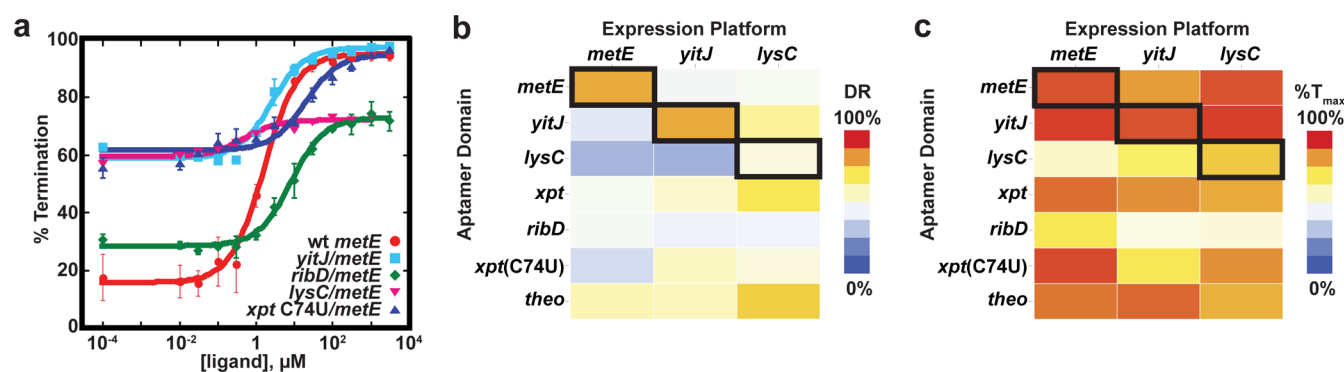 a
% Termination
100
80
60
40
20
0
10⁻⁴
10⁻²
1
10²
10⁴
[ligand], µM
wt metE
yitJ/metE
ribD/metE
lysC/metE
xpt C74U/metE
b
Expression Platform
metE
yitJ
lysC
Aptamer Domain
metE
yitJ
lysC
xpt
ribD
xpt(C74U)
theo
DR
100%
0%
c
Expression Platform
metE
yitJ
lysC
Aptamer Domain
metE
yitJ
lysC
xpt
ribD
xpt(C74U)
theo
%Tmax
100%
0%